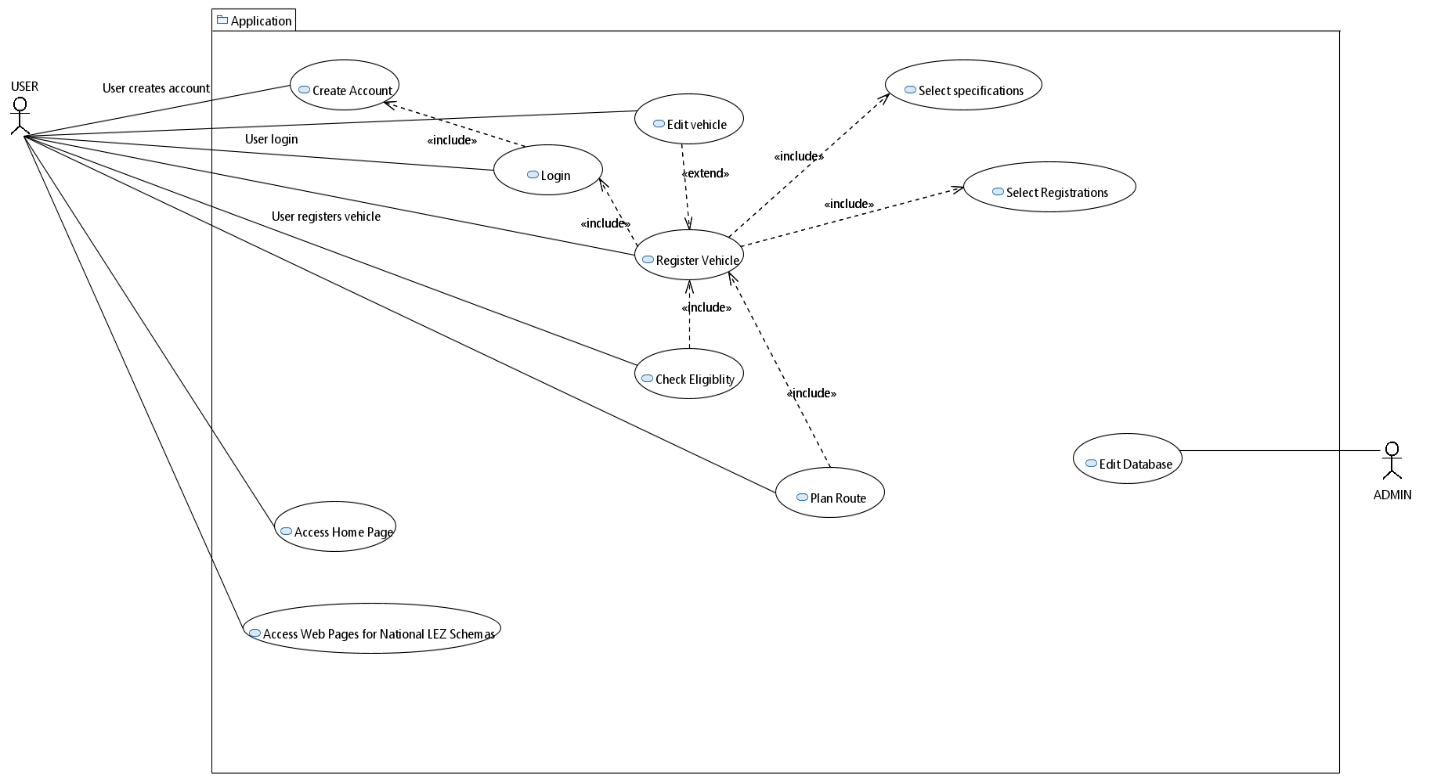 Application
USER
User creates account
Create Account
Select specifications
Edit vehicle
User login
«include»
«include»
Login
«extend»
Select Registrations
«include»
User registers vehicle
«include»
Register Vehicle
«include»
Check Eligiblity
«include»
Edit Database
Plan Route
ADMIN
Access Home Page
Access Web Pages for National LEZ Schemas